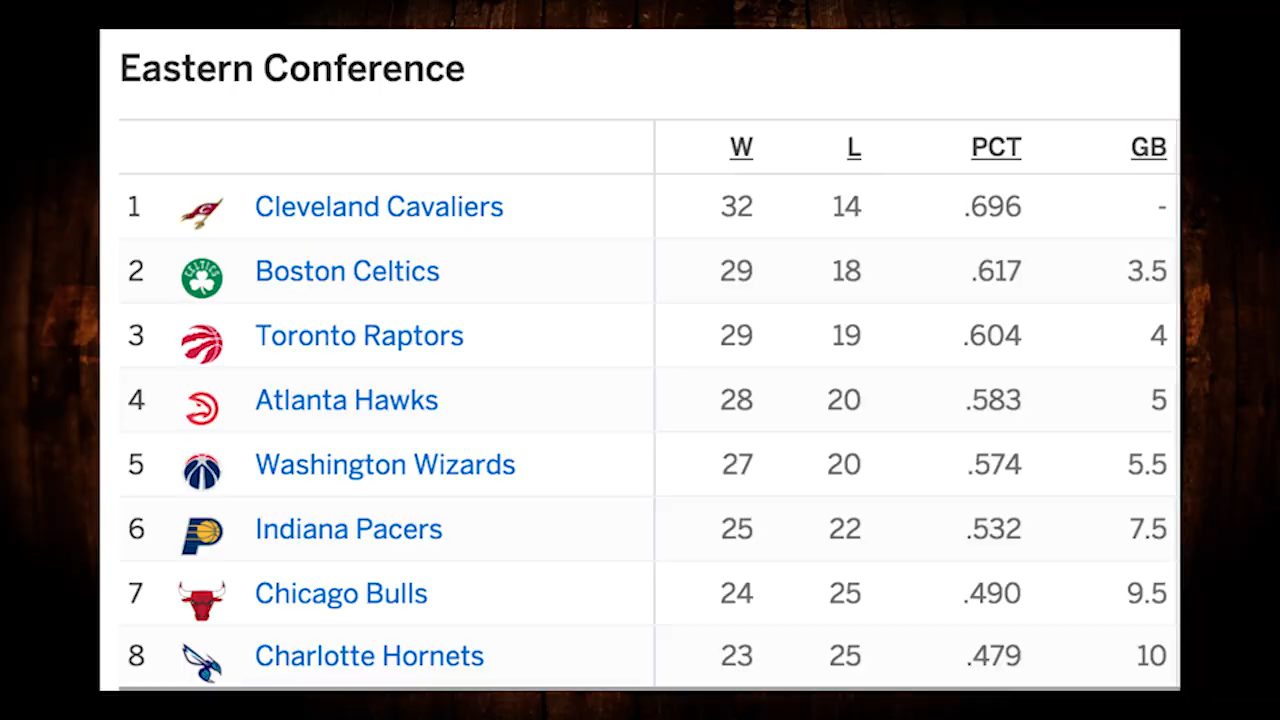 Eastern Conference
W L PCT GB
1 Cleveland Cavaliers 32 14 .696 -
2 CELTICS Boston Celtics 29 18 .617 3.5
3 Toronto Raptors 29 19 .604 4
4 Atlanta Hawks 28 20 .583 5
5 Washington Wizards 27 20 .574 5.5
6 Indiana Pacers 25 22 .532 7.5
7 Chicago Bulls 24 25 .490 9.5
8 Charlotte Hornets 23 25 .479 10